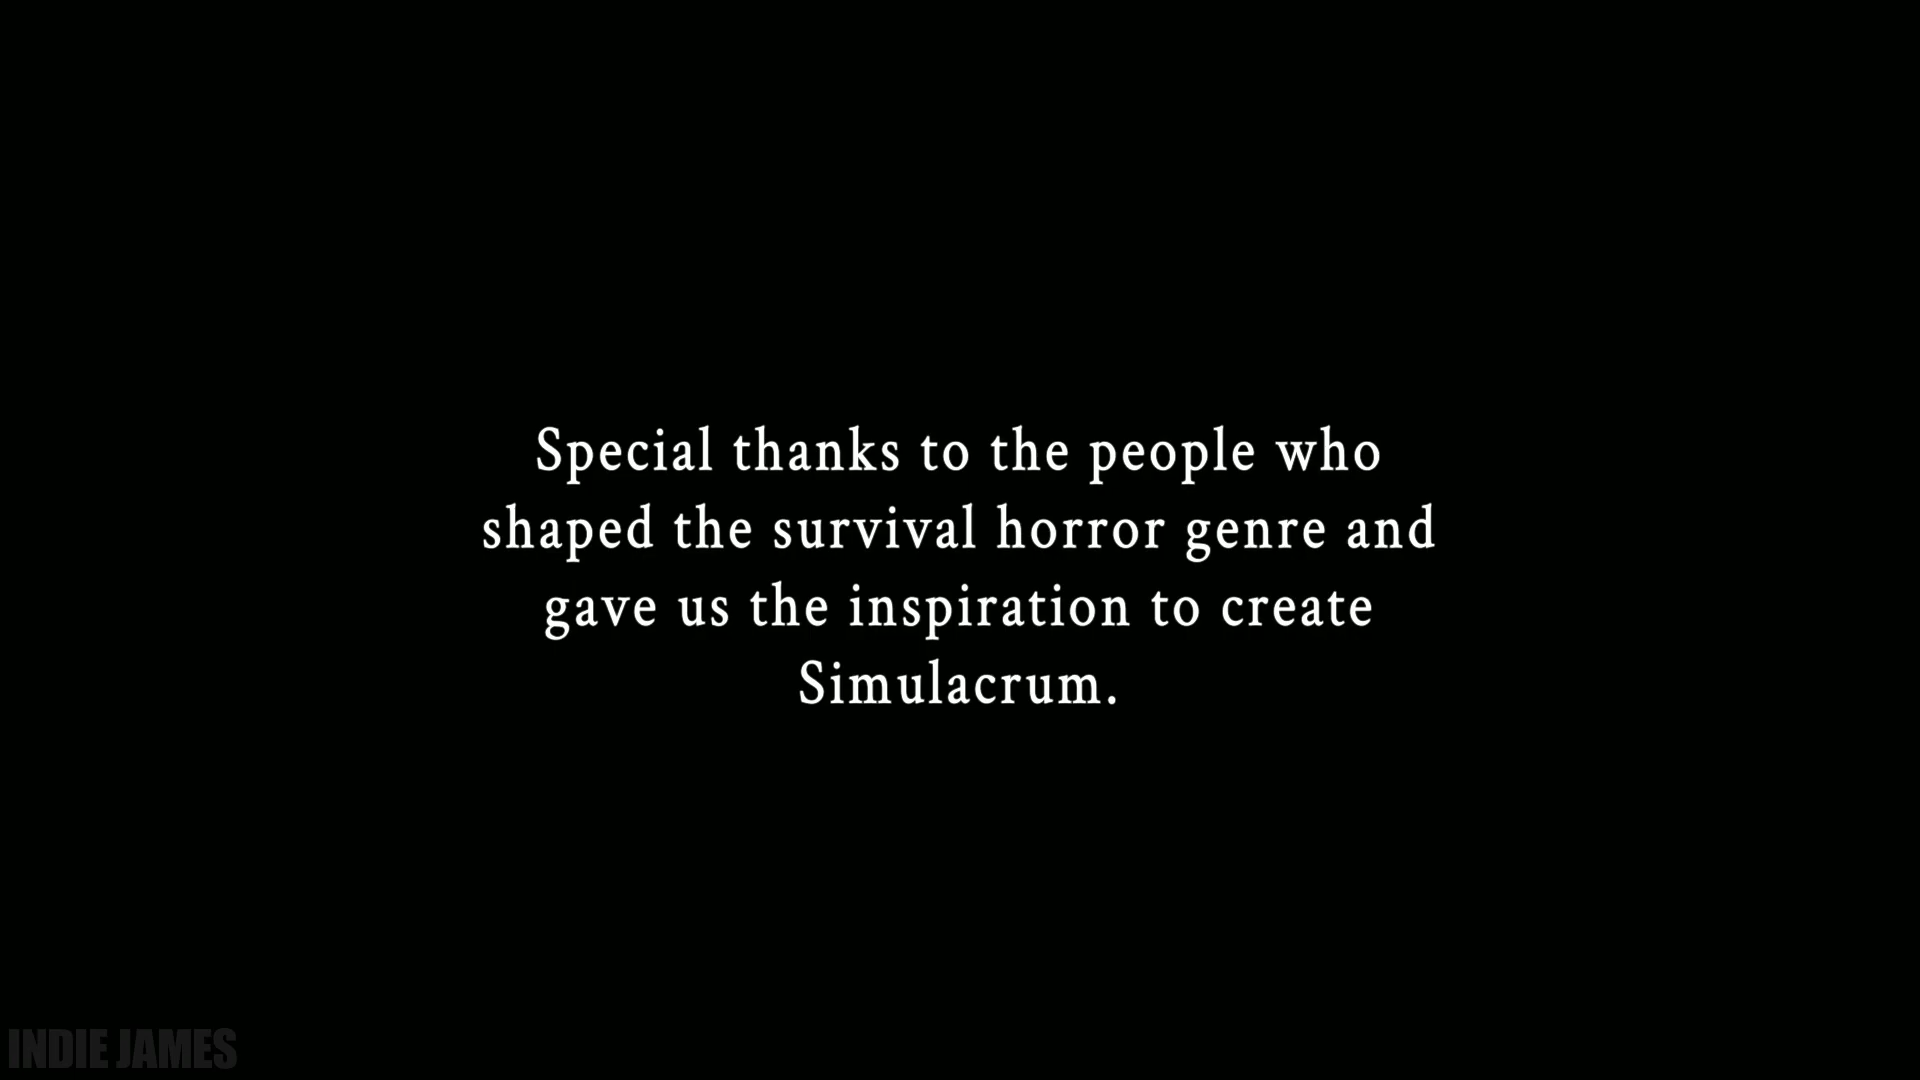 Special thanks to the people who
shaped the survival horror genre and
gave us the inspiration to create
Simulacrum.
INDIE JAMES